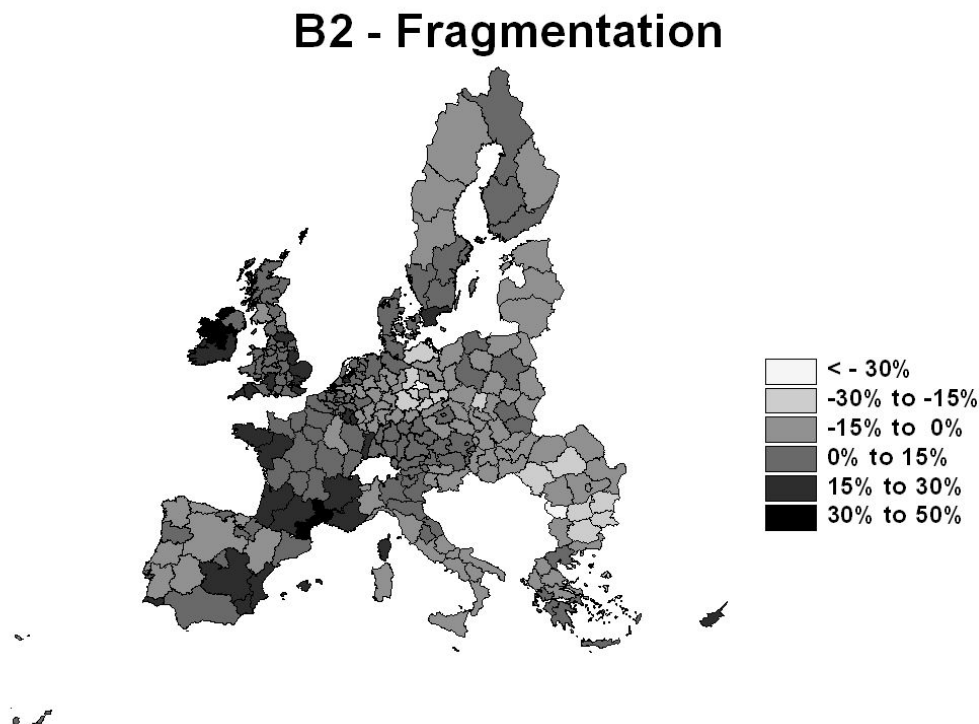 B2 - Fragmentation
< - 30%
-30% to -15%
-15% to 0%
0% to 15%
15% to 30%
30% to 50%